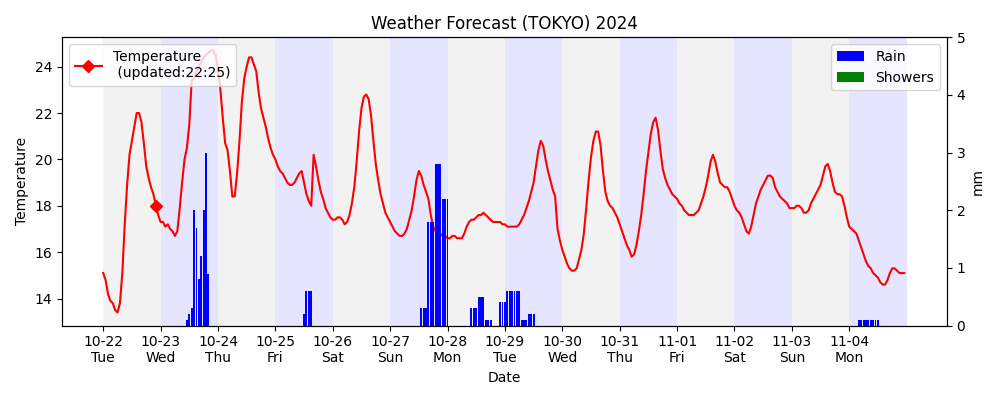 Weather Forecast (TOKYO) 2024
Temperature
(updated:22:25)
Rain
Showers
Temperature
24
22
20
18
16
14
mm
5
4
3
2
1
0
10-22 10-23 10-24 10-25 10-26 10-27 10-28 10-29 10-30 10-31 11-01 11-02 11-03 11-04
Tue Wed Thu Fri Sat Sun Mon Tue Wed Thu Fri Sat Sun Mon
Date